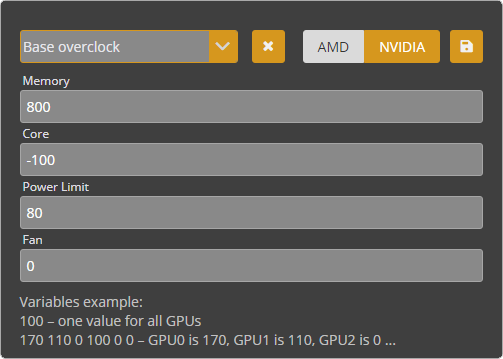 Base overclock
AMD NVIDIA
Memory
800
Core
-100
Power Limit
80
Fan
0
Variables example:
100 – one value for all GPUs
170 110 0 100 0 0 – GPU0 is 170, GPU1 is 110, GPU2 is 0 ...